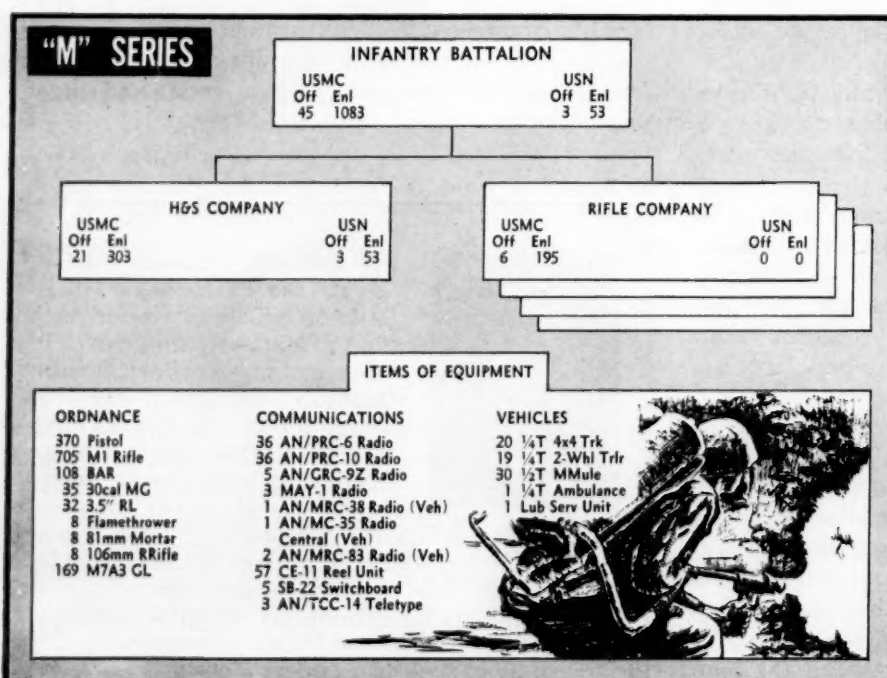 "M" SERIES
INFANTRY BATTALION
USMC USN
Off Enl Off Enl
45 1083 3 53
H&S COMPANY
USMC USN
Off Enl Off Enl
21 303 3 53
RIFLE COMPANY
USMC USN
Off Enl Off Enl
6 195 0 0
ITEMS OF EQUIPMENT
ORDNANCE
370 Pistol
705 M1 Rifle
108 BAR
35 30cal MG
32 3.5" RL
8 Flamethrower
8 81mm Mortar
8 106mm RRifle
169 M7A3 GL
COMMUNICATIONS
36 AN/PRC-6 Radio
36 AN/PRC-10 Radio
5 AN/GRC-9Z Radio
3 MAY-1 Radio
1 AN/MRC-38 Radio (Veh)
1 AN/MC-35 Radio
Central (Veh)
2 AN/MRC-83 Radio (Veh)
57 CE-11 Reel Unit
5 SB-22 Switchboard
3 AN/TCC-14 Teletype
VEHICLES
20 ¼T 4x4 Trk
19 ¼T 2-Whl Trlr
30 ½T MMule
1 ¼T Ambulance
1 Lub Serv Unit